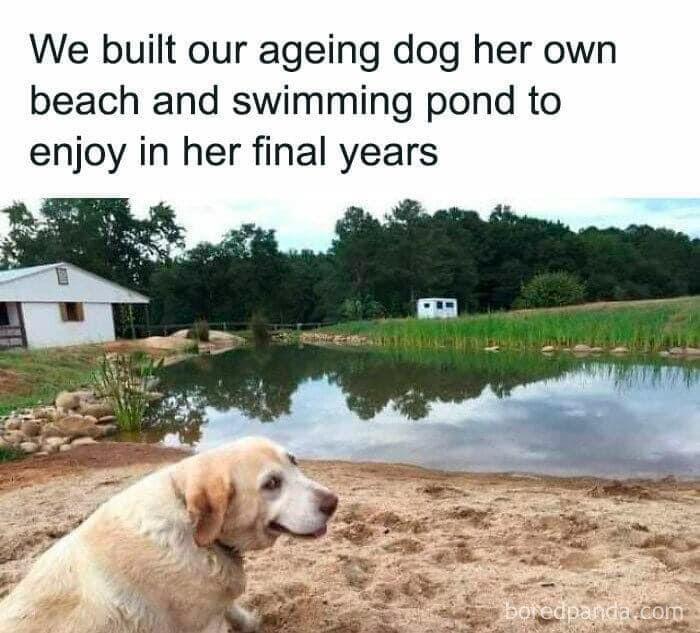 We built our ageing dog her own
beach and swimming pond to
enjoy in her final years
boredpanda.com